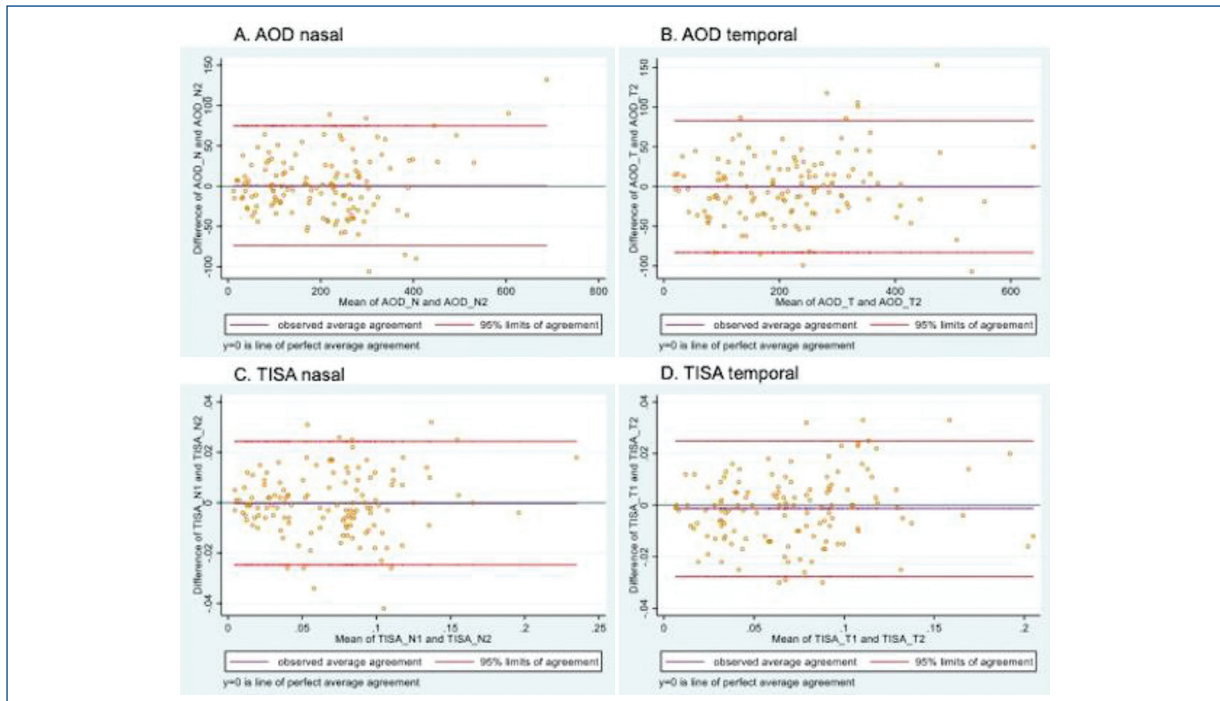 A. AOD nasal
Difference of AOD_N and AOD_N2
150
100
50
0
-50
-100
0 200 400 600 800
Mean of AOD_N and AOD_N2
observed average agreement 95% limits of agreement
y=0 is line of perfect average agreement
B. AOD temporal
Difference of AOD_T and AOD_T2
150
100
50
0
-50
-100
0 200 400 600
Mean of AOD_T and AOD_T2
observed average agreement 95% limits of agreement
y=0 is line of perfect average agreement
C. TISA nasal
Difference of TISA_N1 and TISA_N2
.04
.02
0
-.02
-.04
0 .05 .1 .15 .2 .25
Mean of TISA_N1 and TISA_N2
observed average agreement 95% limits of agreement
y=0 is line of perfect average agreement
D. TISA temporal
Difference of TISA_T1 and TISA_T2
.04
.02
0
-.02
-.04
0 .05 .1 .15 .2
Mean of TISA_T1 and TISA_T2
observed average agreement 95% limits of agreement
y=0 is line of perfect average agreement